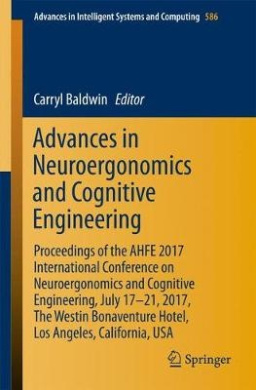 Advances in Intelligent Systems and Computing 586
Carryl Baldwin Editor
Advances in
Neuroergonomics
and Cognitive
Engineering
Proceedings of the AHFE 2017
International Conference on
Neuroergonomics and Cognitive
Engineering, July 17–21, 2017,
The Westin Bonaventure Hotel,
Los Angeles, California, USA
Springer